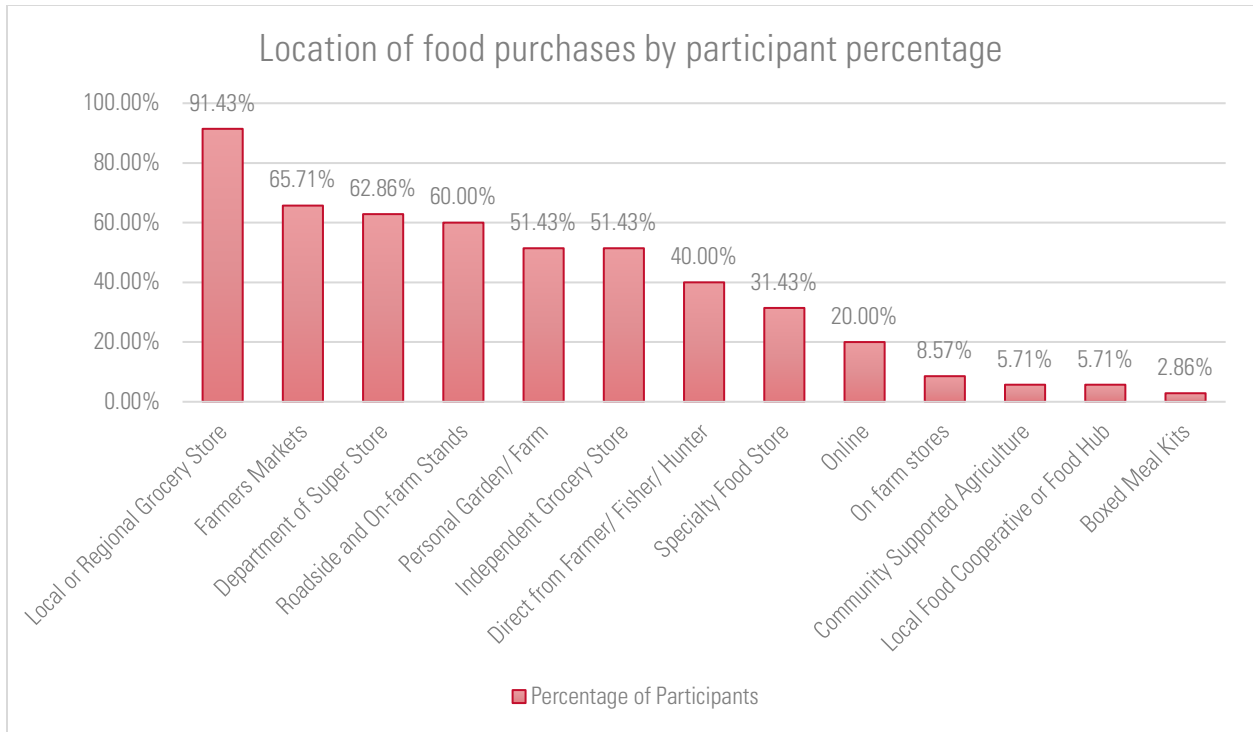 Location of food purchases by participant percentage
100.00%
80.00%
60.00%
40.00%
20.00%
0.00%
91.43%
65.71%
62.86%
60.00%
51.43%
51.43%
40.00%
31.43%
20.00%
8.57%
5.71%
5.71%
2.86%
Local or Regional Grocery Store
Farmers Markets
Department of Super Store
Roadside and On-farm Stands
Personal Garden/ Farm
Independent Grocery Store
Direct from Farmer/ Fisher/ Hunter
Specialty Food Store
Online
On farm stores
Community Supported Agriculture
Local Food Cooperative or Food Hub
Boxed Meal Kits
Percentage of Participants